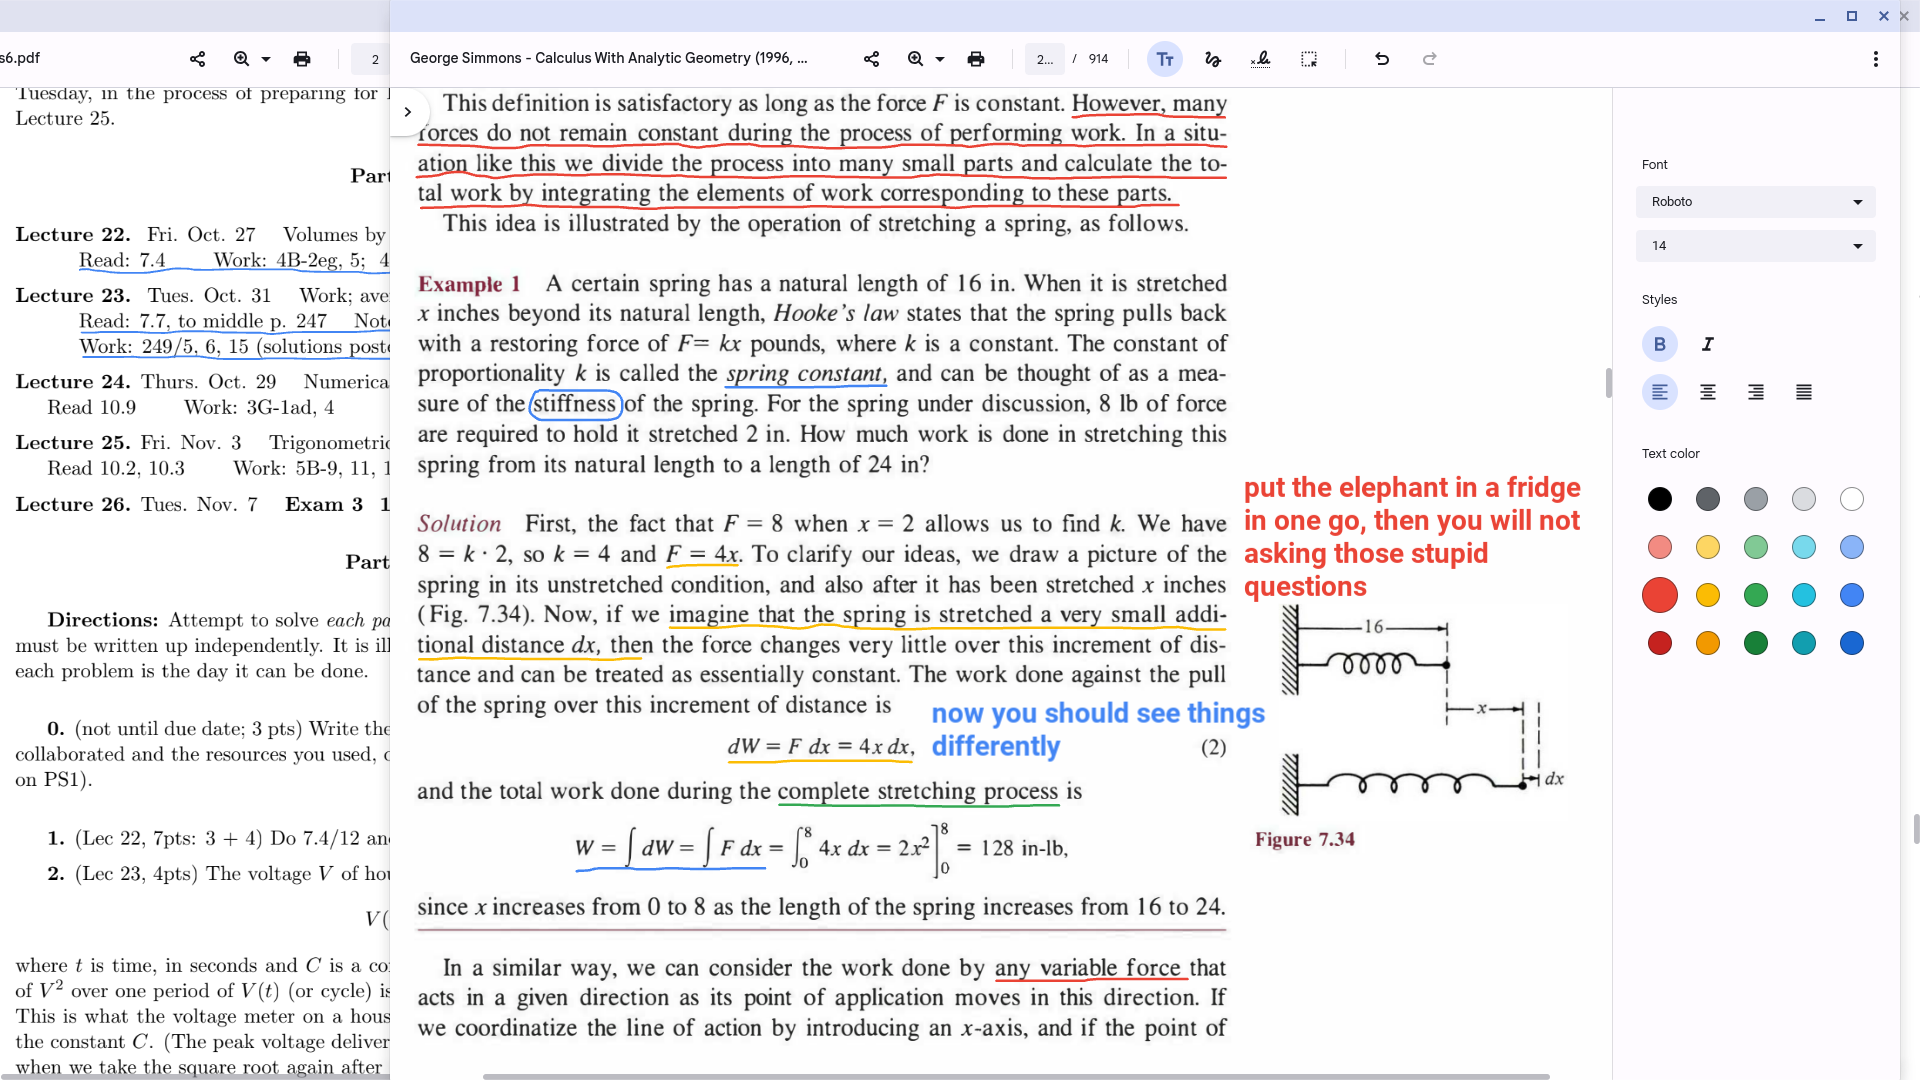 s6.pdf
2
George Simmons - Calculus With Analytic Geometry (1996, ...
2...
/ 914
Tuesday, in the process of preparing for
Lecture 25.
Part
Lecture 22. Fri. Oct. 27 Volumes by
Read: 7.4 Work: 4B-2eg, 5; 4
Lecture 23. Tues. Oct. 31 Work; ave
Read: 7.7, to middle p. 247 Note
Work: 249/5, 6, 15 (solutions poste
Lecture 24. Thurs. Oct. 29 Numerica
Read 10.9 Work: 3G-1ad, 4
Lecture 25. Fri. Nov. 3 Trigonometric
Read 10.2, 10.3 Work: 5B-9, 11, 1
Lecture 26. Tues. Nov. 7 Exam 3 1
Part
Directions: Attempt to solve each pa
must be written up independently. It is ill
each problem is the day it can be done.
0. (not until due date; 3 pts) Write the
collaborated and the resources you used, o
on PS1).
1. (Lec 22, 7pts: 3 + 4) Do 7.4/12 an
2. (Lec 23, 4pts) The voltage V of hou
V(
where t is time, in seconds and C is a co
of V² over one period of V(t) (or cycle) is
This is what the voltage meter on a hous
the constant C. (The peak voltage deliver
when we take the square root again after
This definition is satisfactory as long as the force F is constant. However, many
forces do not remain constant during the process of performing work. In a situ-
ation like this we divide the process into many small parts and calculate the to-
tal work by integrating the elements of work corresponding to these parts.
This idea is illustrated by the operation of stretching a spring, as follows.
Example 1 A certain spring has a natural length of 16 in. When it is stretched
x inches beyond its natural length, Hooke's law states that the spring pulls back
with a restoring force of F= kx pounds, where k is a constant. The constant of
proportionality k is called the spring constant, and can be thought of as a mea-
sure of the stiffness of the spring. For the spring under discussion, 8 lb of force
are required to hold it stretched 2 in. How much work is done in stretching this
spring from its natural length to a length of 24 in?
Solution First, the fact that F = 8 when x = 2 allows us to find k. We have
8 = k · 2, so k = 4 and F = 4x. To clarify our ideas, we draw a picture of the
spring in its unstretched condition, and also after it has been stretched x inches
(Fig. 7.34). Now, if we imagine that the spring is stretched a very small addi-
tional distance dx, then the force changes very little over this increment of dis-
tance and can be treated as essentially constant. The work done against the pull
of the spring over this increment of distance is
dW = F dx = 4x dx, (2)
now you should see things
differently
and the total work done during the complete stretching process is
W = ∫ dW = ∫ F dx = ∫₀⁸ 4x dx = 2x²]₀⁸ = 128 in-lb,
since x increases from 0 to 8 as the length of the spring increases from 16 to 24.
In a similar way, we can consider the work done by any variable force that
acts in a given direction as its point of application moves in this direction. If
we coordinatize the line of action by introducing an x-axis, and if the point of
put the elephant in a fridge
in one go, then you will not
asking those stupid
questions
16
x
dx
Figure 7.34
Font
Roboto
14
Styles
B I
Text color